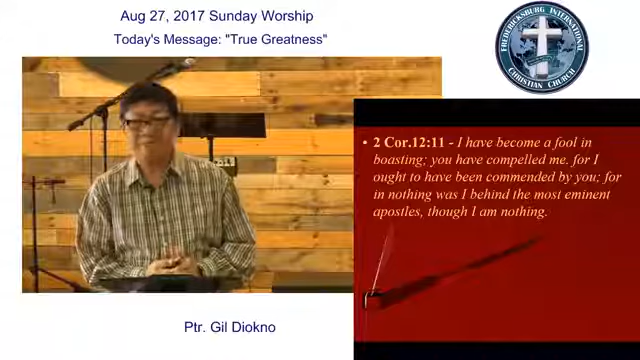 Aug 27, 2017 Sunday Worship
Today's Message: "True Greatness"
FREDERICKSBURG INTERNATIONAL
CHRISTIAN CHURCH
• 2 Cor.12:11 - I have become a fool in
boasting; you have compelled me. for I
ought to have been commended by you; for
in nothing was I behind the most eminent
apostles, though I am nothing.
Ptr. Gil Diokno